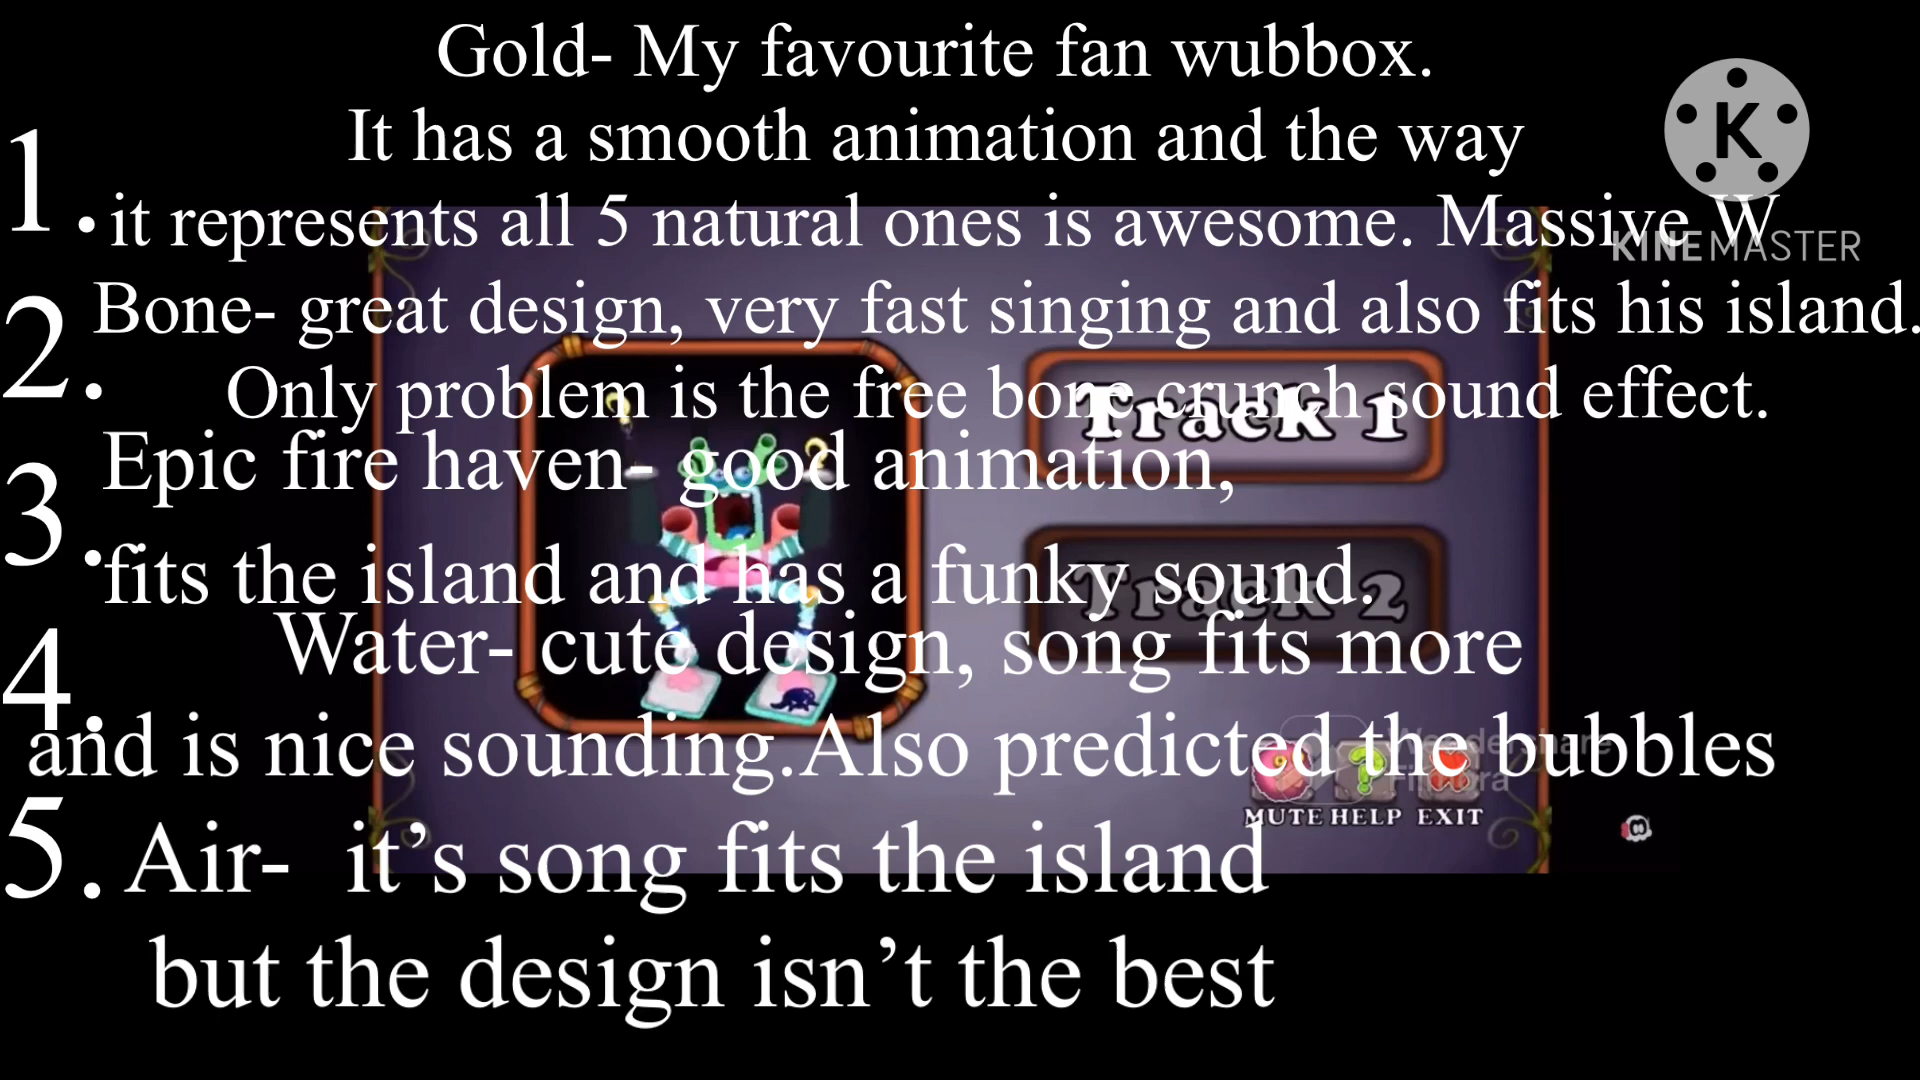 Gold- My favourite fan wubbox.
It has a smooth animation and the way
1. it represents all 5 natural ones is awesome. Massive W
K
KINEMASTER
2. Bone- great design, very fast singing and also fits his island.
Only problem is the free bone crunch sound effect.
Track 1
3. Epic fire haven- good animation,
fits the island and has a funky sound.
Track 2
4. Water- cute design, song fits more
and is nice sounding.Also predicted the bubbles
Wondershare
Filmora
MUTE HELP EXIT
5. Air- it’s song fits the island
but the design isn’t the best